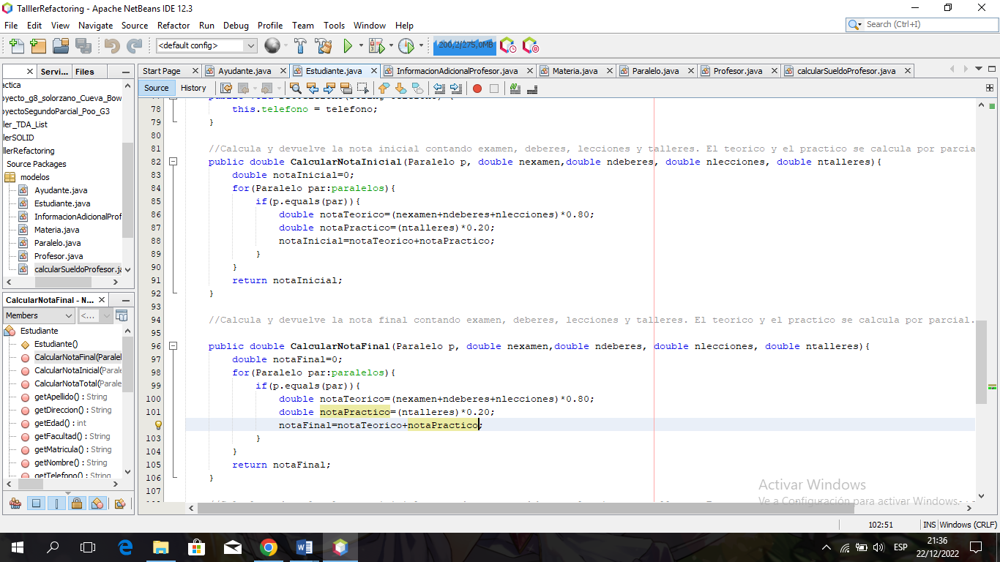 TalllerRefactoring - Apache NetBeans IDE 12.3
File Edit View Navigate Source Refactor Run Debug Profile Team Tools Window Help
Search (Ctrl+I)
<default config>
200,2/275,0MB
Servi... Files
Start Page Ayudante.java Estudiante.java InformacionAdicionalProfesor.java Materia.java Paralelo.java Profesor.java calcularSueldoProfesor.java
Source History
actica
oyecto_g8_solorzano_Cueva_Bow
oyectoSegundoParcial_Poo_G3
ller_TDA_List
llerSOLID
llerRefactoring
Source Packages
modelos
Ayudante.java
Estudiante.java
InformacionAdicionalProf
Materia.java
Paralelo.java
Profesor.java
calcularSueldoProfesor.ja
CalcularNotaFinal - N...
Members <...
Estudiante
Estudiante()
CalcularNotaFinal(Paralel
CalcularNotaInicial(Parale
CalcularNotaTotal(Parale
getApellido() : String
getDireccion() : String
getEdad() : int
getFacultad() : String
getMatricula() : String
getNombre() : String
getTelefono() : String
78 this.telefono = telefono;
79 }
80
81 //Calcula y devuelve la nota inicial contando examen, deberes, lecciones y talleres. El teorico y el practico se calcula por parcia
82 public double CalcularNotaInicial(Paralelo p, double nexamen,double ndeberes, double nlecciones, double ntalleres){
83 double notaInicial=0;
84 for(Paralelo par:paralelos){
85 if(p.equals(par)){
86 double notaTeorico=(nexamen+ndeberes+nlecciones)*0.80;
87 double notaPractico=(ntalleres)*0.20;
88 notaInicial=notaTeorico+notaPractico;
89 }
90 }
91 return notaInicial;
92 }
93
94 //Calcula y devuelve la nota final contando examen, deberes, lecciones y talleres. El teorico y el practico se calcula por parcial.
95
96 public double CalcularNotaFinal(Paralelo p, double nexamen,double ndeberes, double nlecciones, double ntalleres){
97 double notaFinal=0;
98 for(Paralelo par:paralelos){
99 if(p.equals(par)){
100 double notaTeorico=(nexamen+ndeberes+nlecciones)*0.80;
101 double notaPractico=(ntalleres)*0.20;
notaFinal=notaTeorico+notaPractico;
103 }
104 }
105 return notaFinal;
106 }
107
Activar Windows
Ve a Configuración para activar Windows.
102:51 INS Windows (CRLF)
ESP
21:36
22/12/2022